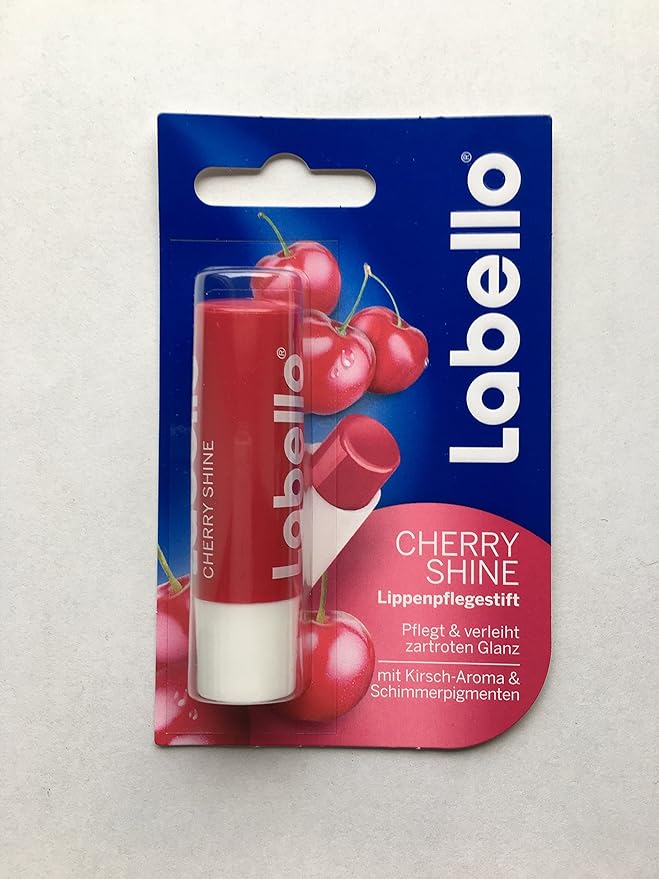 Labello®
CHERRY SHINE
Labello®
CHERRY
SHINE
Lippenpflegestift
Pflegt & verleiht
zartroten Glanz
mit Kirsch-Aroma &
Schimmerpigmenten